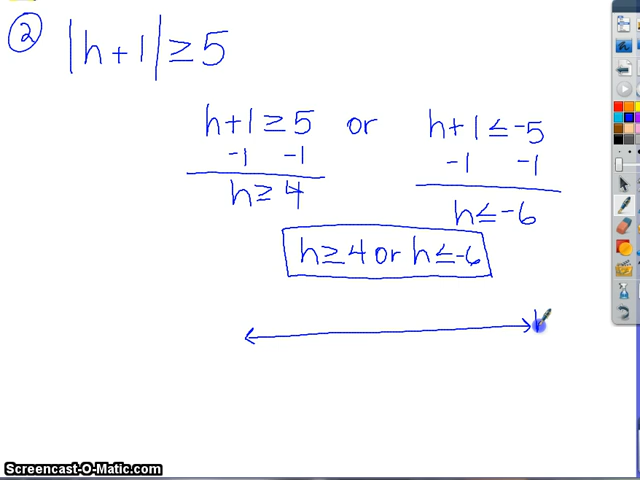 ② |h+1| ≥ 5
h+1 ≥ 5 or h+1 ≤ -5
-1 -1 -1 -1
h ≥ 4 h ≤ -6
h ≥ 4 or h ≤ -6
Screencast-O-Matic.com